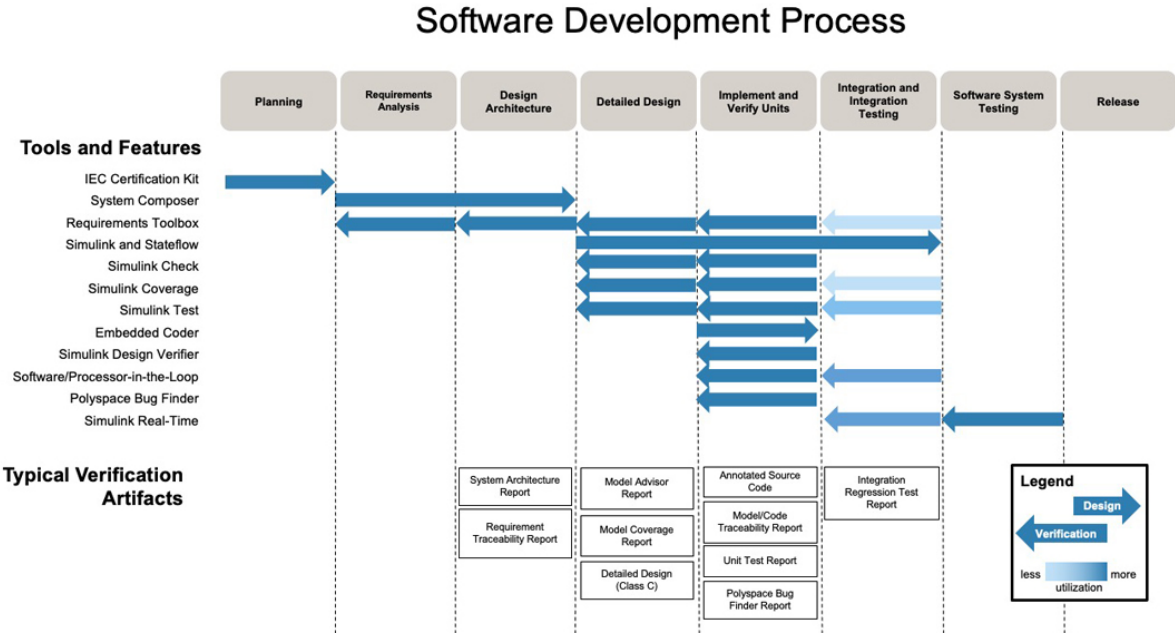 Software Development Process
Planning
Requirements
Analysis
Design
Architecture
Detailed Design
Implement and
Verify Units
Integration and
Integration
Testing
Software System
Testing
Release
Tools and Features
IEC Certification Kit
System Composer
Requirements Toolbox
Simulink and Stateflow
Simulink Check
Simulink Coverage
Simulink Test
Embedded Coder
Simulink Design Verifier
Software/Processor-in-the-Loop
Polyspace Bug Finder
Simulink Real-Time
Typical Verification
Artifacts
System Architecture
Report
Requirement
Traceability Report
Model Advisor
Report
Model Coverage
Report
Detailed Design
(Class C)
Annotated Source
Code
Model/Code
Traceability Report
Unit Test Report
Polyspace Bug
Finder Report
Integration
Regression Test
Report
Legend
Design
Verification
less more
utilization